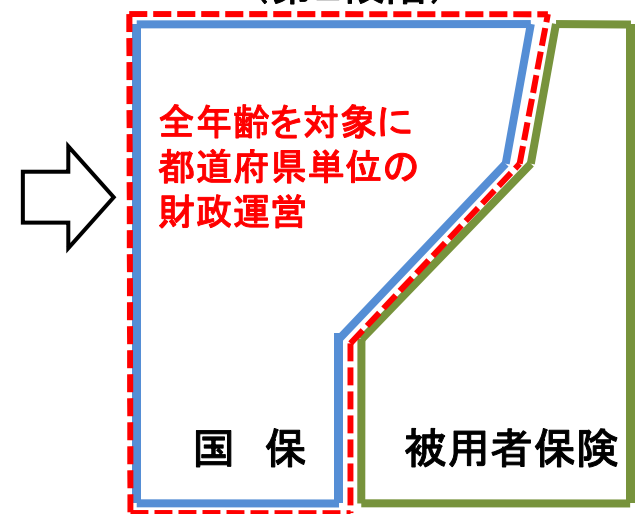 全年齢を対象に
都道府県単位の
財政運営
国 保
被用者保険